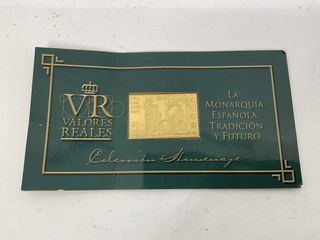 VR
VALORES
REALES
LA
MONARQUÍA
ESPAÑOLA.
TRADICIÓN Y
FUTURO
Colección Homenaje